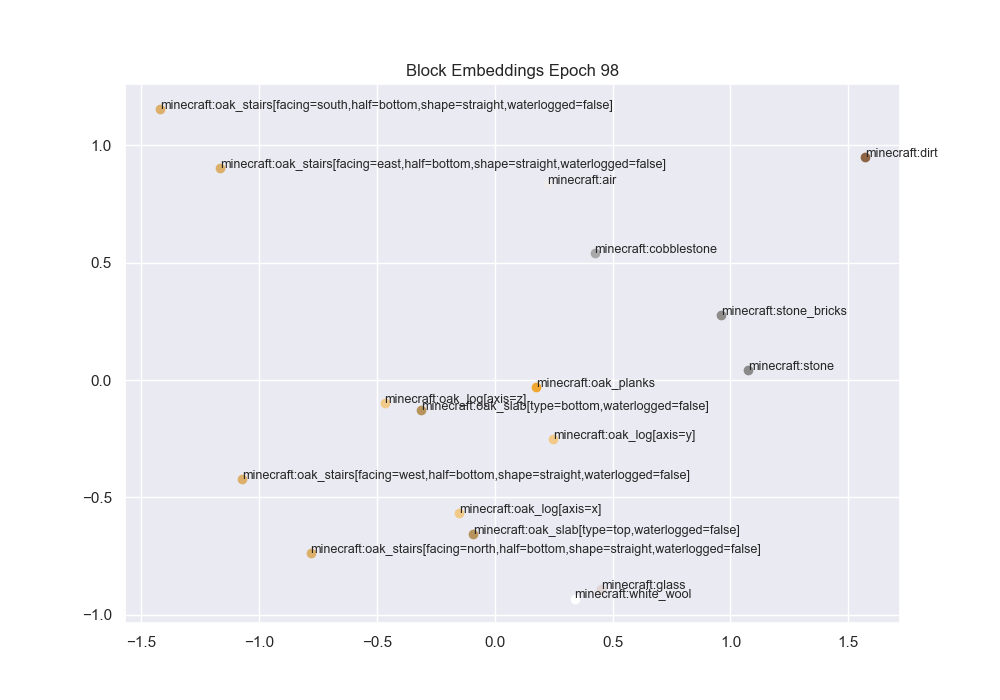 Block Embeddings Epoch 98
minecraft:oak_stairs[facing=south,half=bottom,shape=straight,waterlogged=false]
1.0
minecraft:dirt
minecraft:oak_stairs[facing=east,half=bottom,shape=straight,waterlogged=false]
minecraft:air
0.5
minecraft:cobblestone
minecraft:stone_bricks
minecraft:stone
0.0
minecraft:oak_planks
minecraft:oak_log[axis=z]
minecraft:oak_slab[type=bottom,waterlogged=false]
minecraft:oak_log[axis=y]
minecraft:oak_stairs[facing=west,half=bottom,shape=straight,waterlogged=false]
−0.5
minecraft:oak_log[axis=x]
minecraft:oak_slab[type=top,waterlogged=false]
minecraft:oak_stairs[facing=north,half=bottom,shape=straight,waterlogged=false]
minecraft:glass
minecraft:white_wool
−1.0
−1.5 −1.0 −0.5 0.0 0.5 1.0 1.5